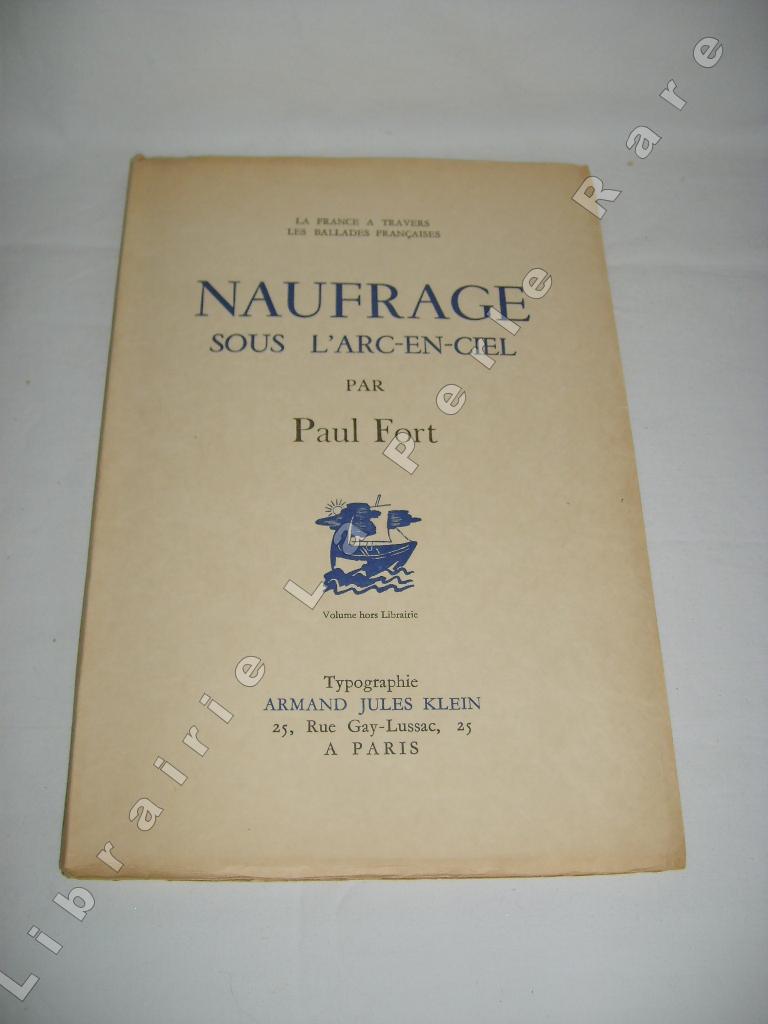 LA FRANCE A TRAVERS
LES BALLADES FRANÇAISES
NAUFRAGE
SOUS L'ARC-EN-CIEL
PAR
Paul Fort
Volume hors Librairie
Typographie
ARMAND JULES KLEIN
25, Rue Gay-Lussac, 25
A PARIS
Librairie La Perle Rare